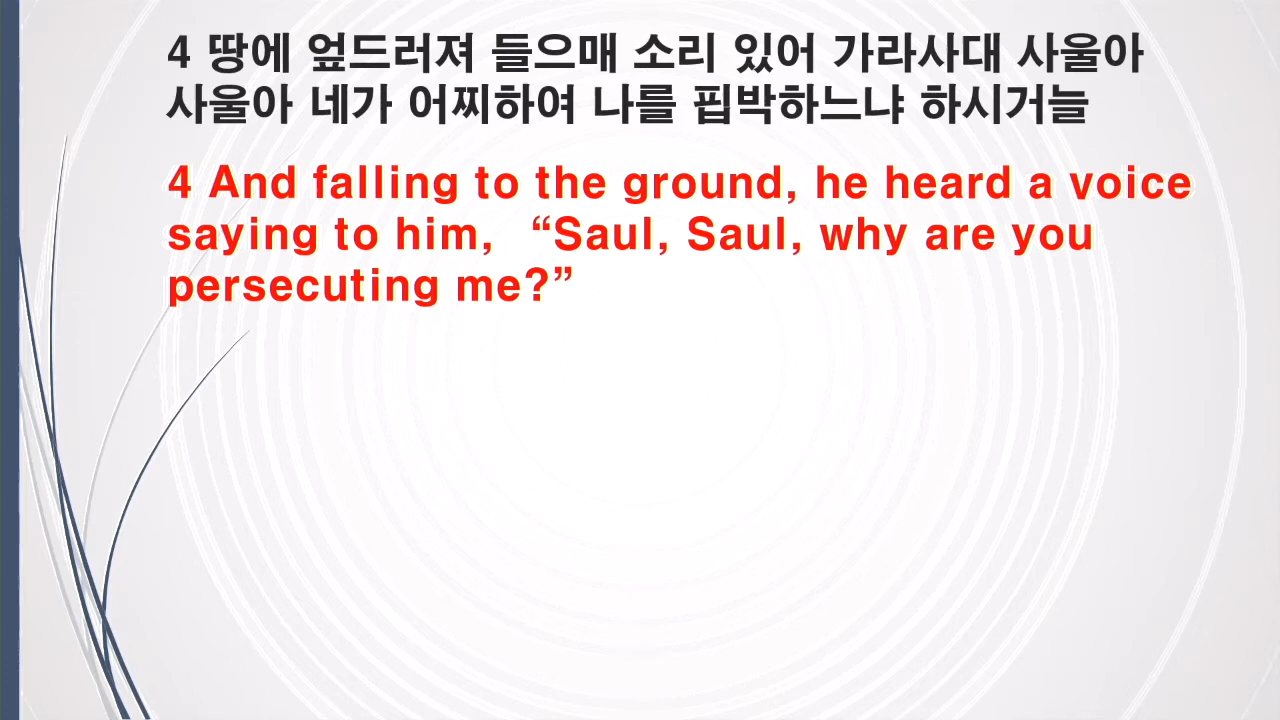 4 땅에 엎드러져 들으매 소리 있어 가라사대 사울아
사울아 네가 어찌하여 나를 핍박하느냐 하시거늘
4 And falling to the ground, he heard a voice
saying to him, “Saul, Saul, why are you
persecuting me?”